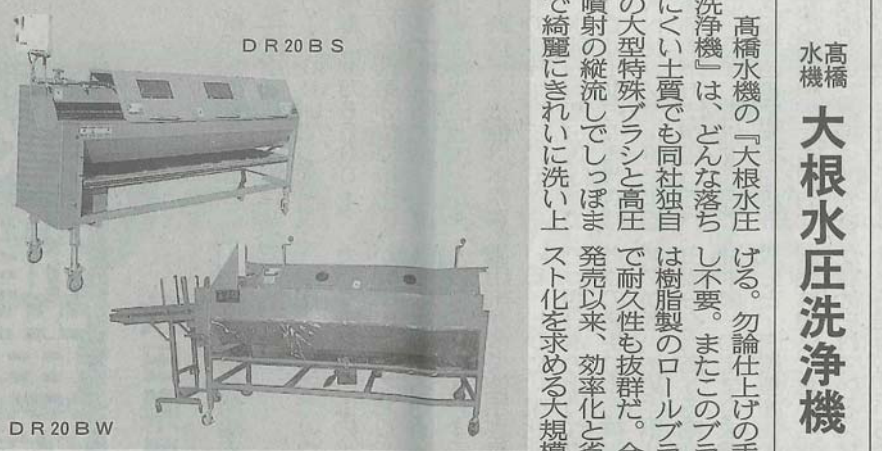 髙橋
水機
大根水圧洗浄機
髙橋水機の『大根水圧
洗浄機』は、どんな落ち
にくい土質でも同社独自
の大型特殊ブラシと高圧
噴射の縦流しでしっぽま
で綺麗にきれいに洗い上
げる。勿論仕上げの手
し不要。またこのブラ
は樹脂製のロールブラ
で耐久性も抜群だ。
発売以来、効率化と省
スト化を求める大規模
DR20BS
DR20BW